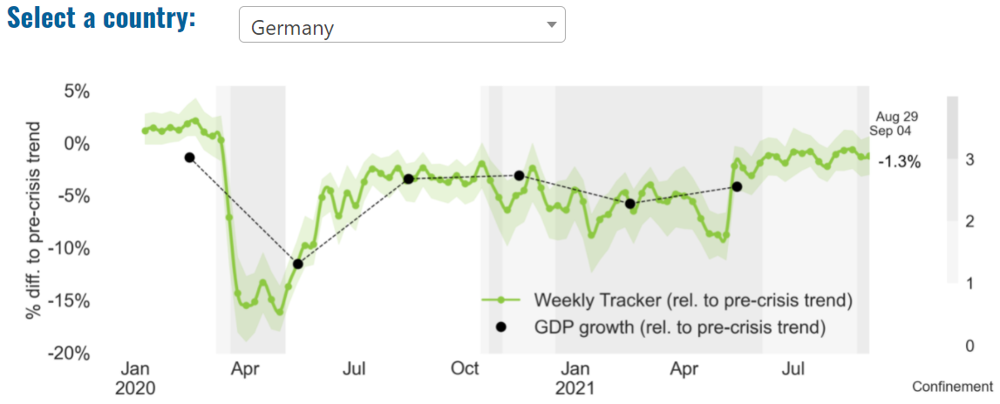 Select a country:
Germany
% diff. to pre-crisis trend
5%
0%
-5%
-10%
-15%
-20%
Jan
2020
Apr
Jul
Oct
Jan
2021
Apr
Jul
Aug 29
Sep 04
-1.3%
Weekly Tracker (rel. to pre-crisis trend)
GDP growth (rel. to pre-crisis trend)
3
2
1
0
Confinement